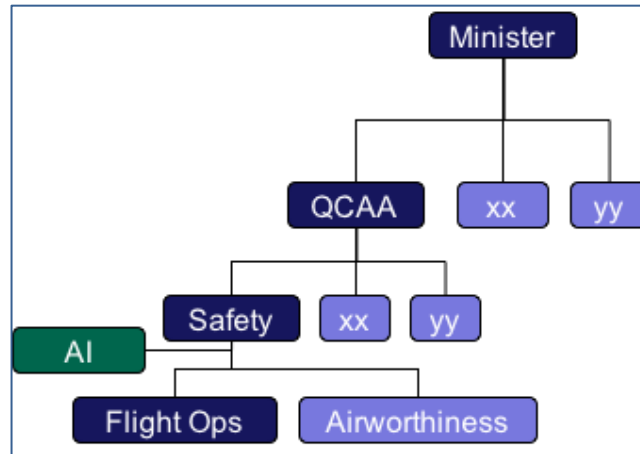 Minister
QCAA
xx
yy
Safety
xx
yy
AI
Flight Ops
Airworthiness